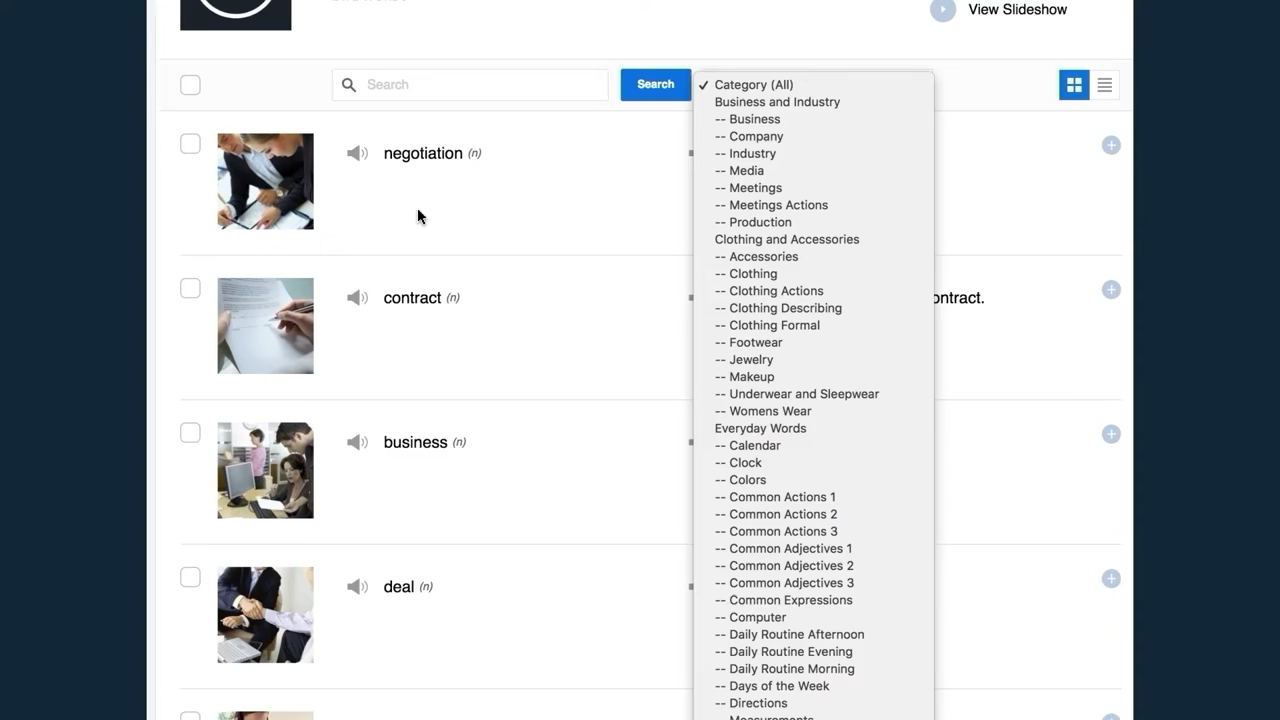 View Slideshow
Search
Search
✓ Category (All)
Business and Industry
-- Business
-- Company
-- Industry
-- Media
-- Meetings
-- Meetings Actions
-- Production
Clothing and Accessories
-- Accessories
-- Clothing
-- Clothing Actions
-- Clothing Describing
-- Clothing Formal
-- Footwear
-- Jewelry
-- Makeup
-- Underwear and Sleepwear
-- Womens Wear
Everyday Words
-- Calendar
-- Clock
-- Colors
-- Common Actions 1
-- Common Actions 2
-- Common Actions 3
-- Common Adjectives 1
-- Common Adjectives 2
-- Common Adjectives 3
-- Common Expressions
-- Computer
-- Daily Routine Afternoon
-- Daily Routine Evening
-- Daily Routine Morning
-- Days of the Week
-- Directions
-- Measurements
negotiation (n)
contract (n)
ontract.
business (n)
deal (n)